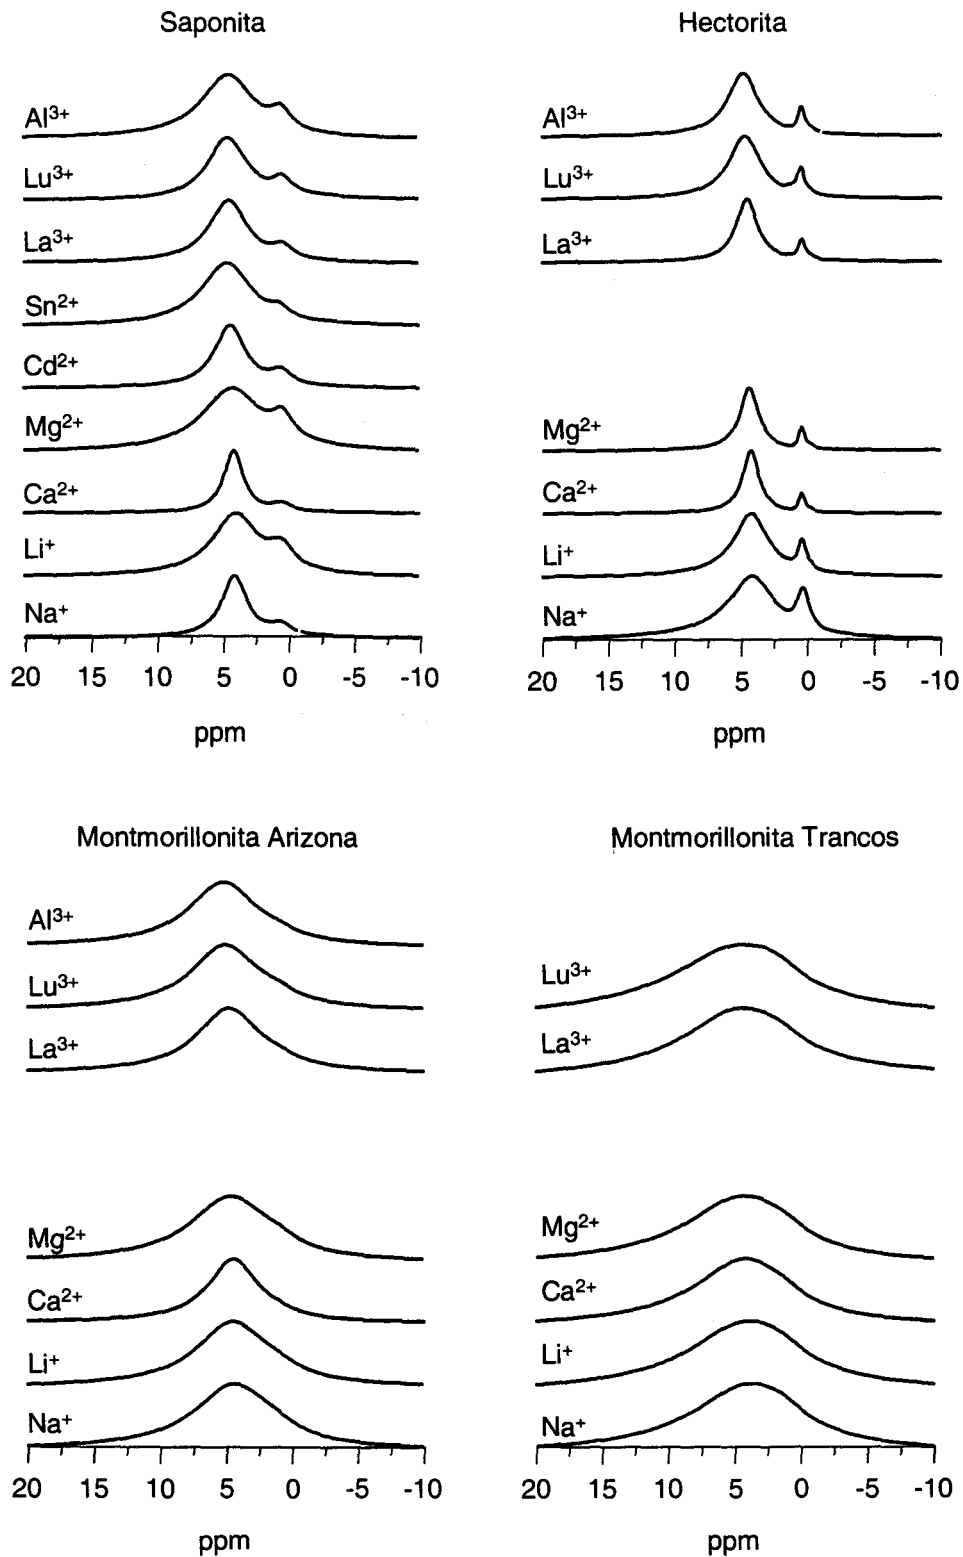 Saponita
Al3+
Lu3+
La3+
Sn2+
Cd2+
Mg2+
Ca2+
Li+
Na+
20 15 10 5 0 -5 -10
ppm
Hectorita
Al3+
Lu3+
La3+
Mg2+
Ca2+
Li+
Na+
20 15 10 5 0 -5 -10
ppm
Montmorillonita Arizona
Al3+
Lu3+
La3+
Mg2+
Ca2+
Li+
Na+
20 15 10 5 0 -5 -10
ppm
Montmorillonita Trancos
Lu3+
La3+
Mg2+
Ca2+
Li+
Na+
20 15 10 5 0 -5 -10
ppm